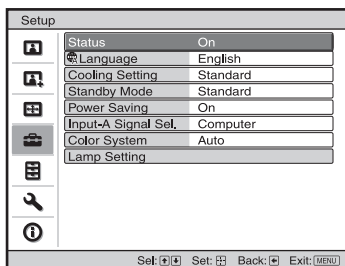 Setup
Status On
Language English
Cooling Setting Standard
Standby Mode Standard
Power Saving On
Input-A Signal Sel. Computer
Color System Auto
Lamp Setting
Sel: Set: Back: Exit: MENU